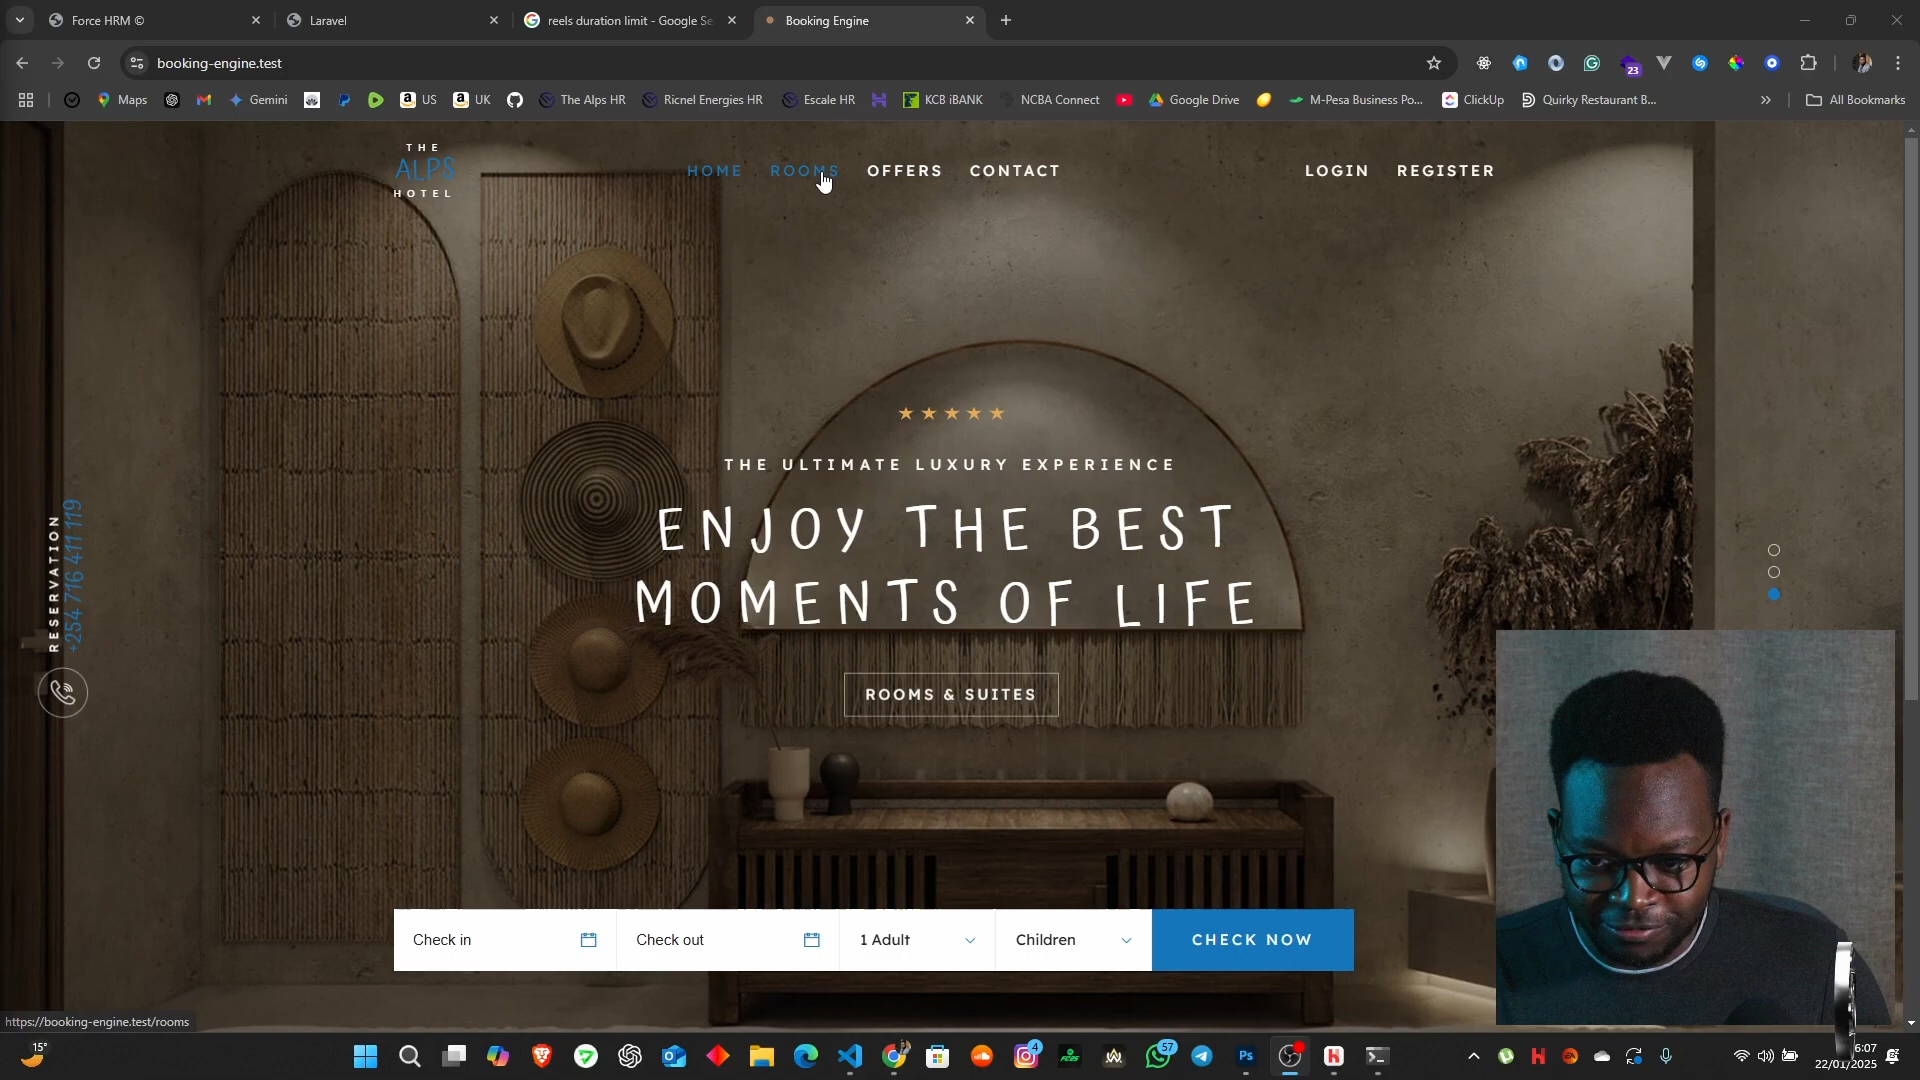 Force HRM ©
Laravel
reels duration limit - Google Se
Booking Engine
booking-engine.test
23
Maps
Gemini
US
UK
The Alps HR
Ricnel Energies HR
Escale HR
KCB iBANK
NCBA Connect
Google Drive
M-Pesa Business Po...
ClickUp
Quirky Restaurant B...
All Bookmarks
THE
ALPS
HOTEL
HOME
ROOMS
OFFERS
CONTACT
LOGIN
REGISTER
THE ULTIMATE LUXURY EXPERIENCE
ENJOY THE BEST
MOMENTS OF LIFE
ROOMS & SUITES
RESERVATION
+254 716 411 119
Check in
Check out
1 Adult
Children
CHECK NOW
https://booking-engine.test/rooms
15°
4
57
22/01/2025